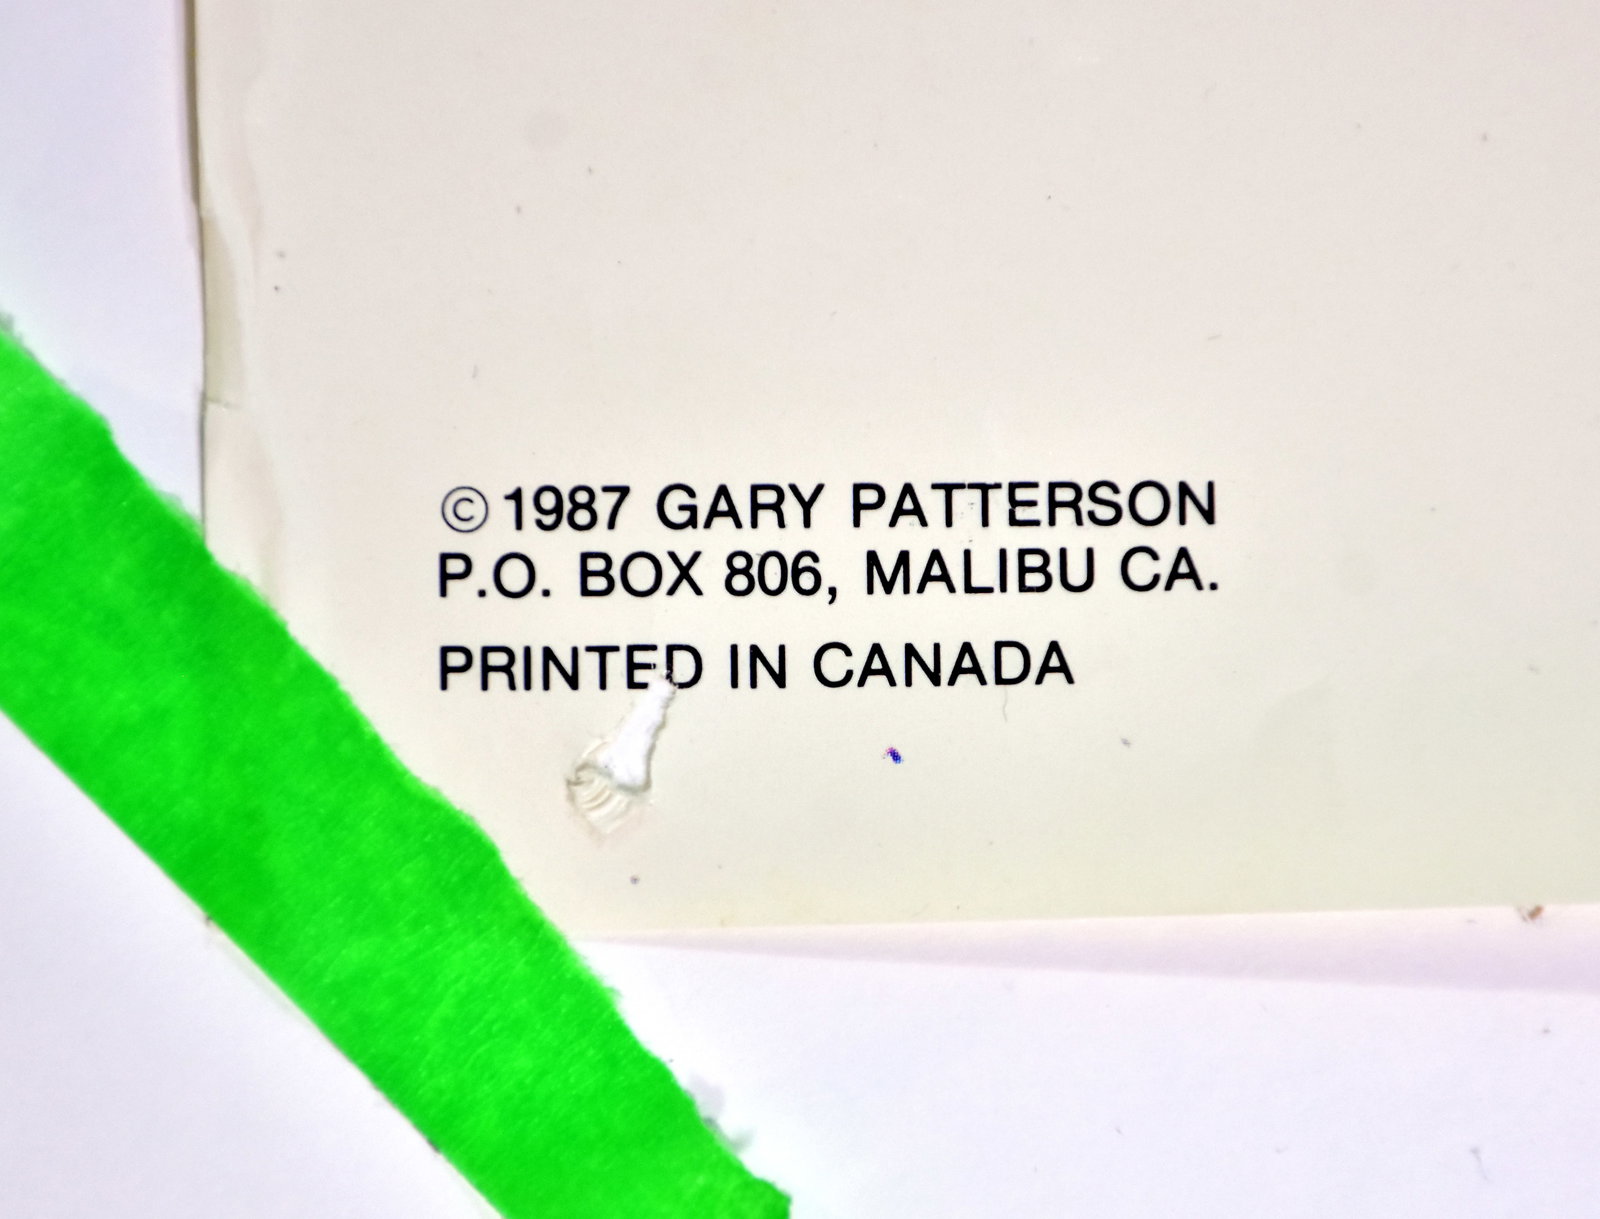 © 1987 GARY PATTERSON
P.O. BOX 806, MALIBU CA.
PRINTED IN CANADA